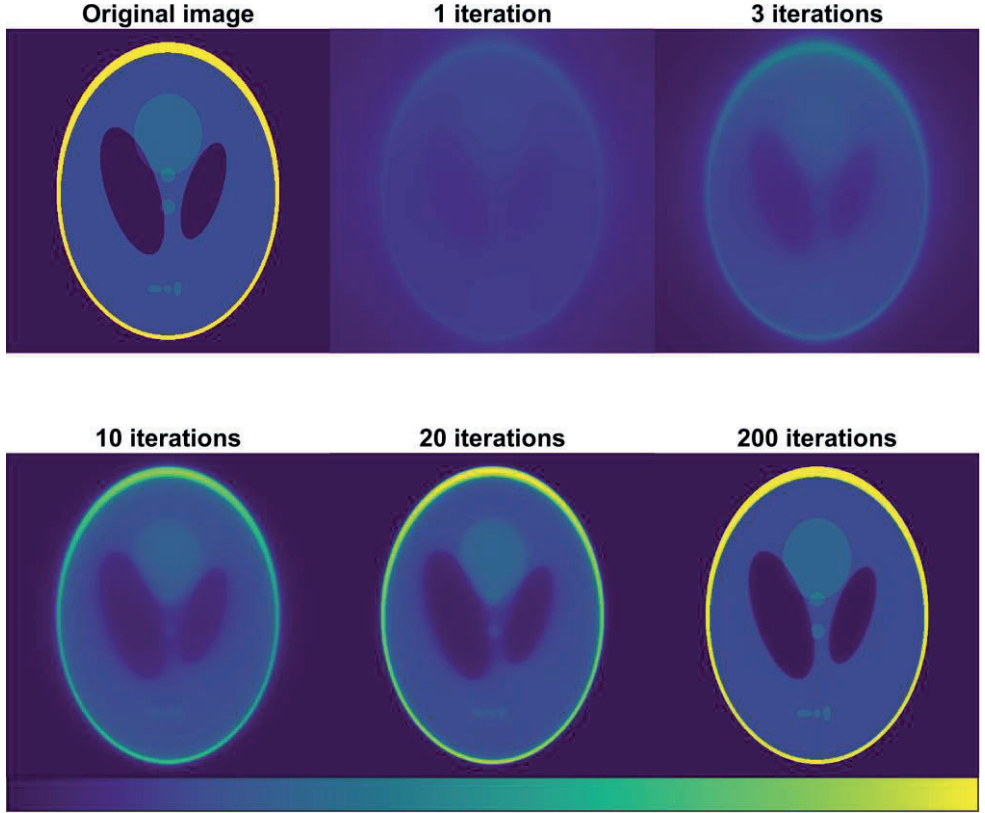 Original image
1 iteration
3 iterations
10 iterations
20 iterations
200 iterations